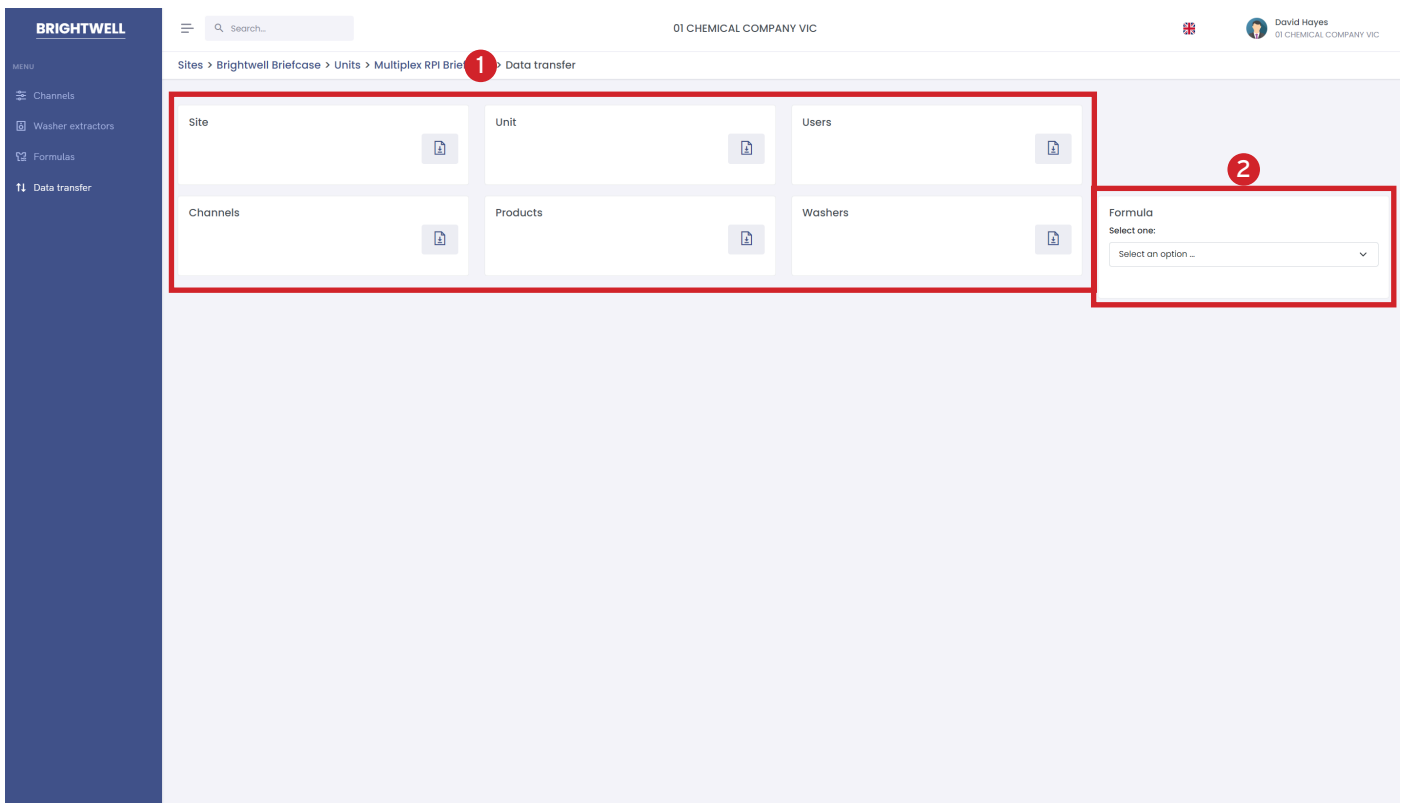 BRIGHTWELL
Search...
01 CHEMICAL COMPANY VIC
David Hayes
01 CHEMICAL COMPANY VIC
MENU
Channels
Washer extractors
Formulas
Data transfer
Sites > Brightwell Briefcase > Units > Multiplex RPI Brief > Data transfer
1
Site
Unit
Users
Channels
Products
Washers
2
Formula
Select one:
Select an option ...